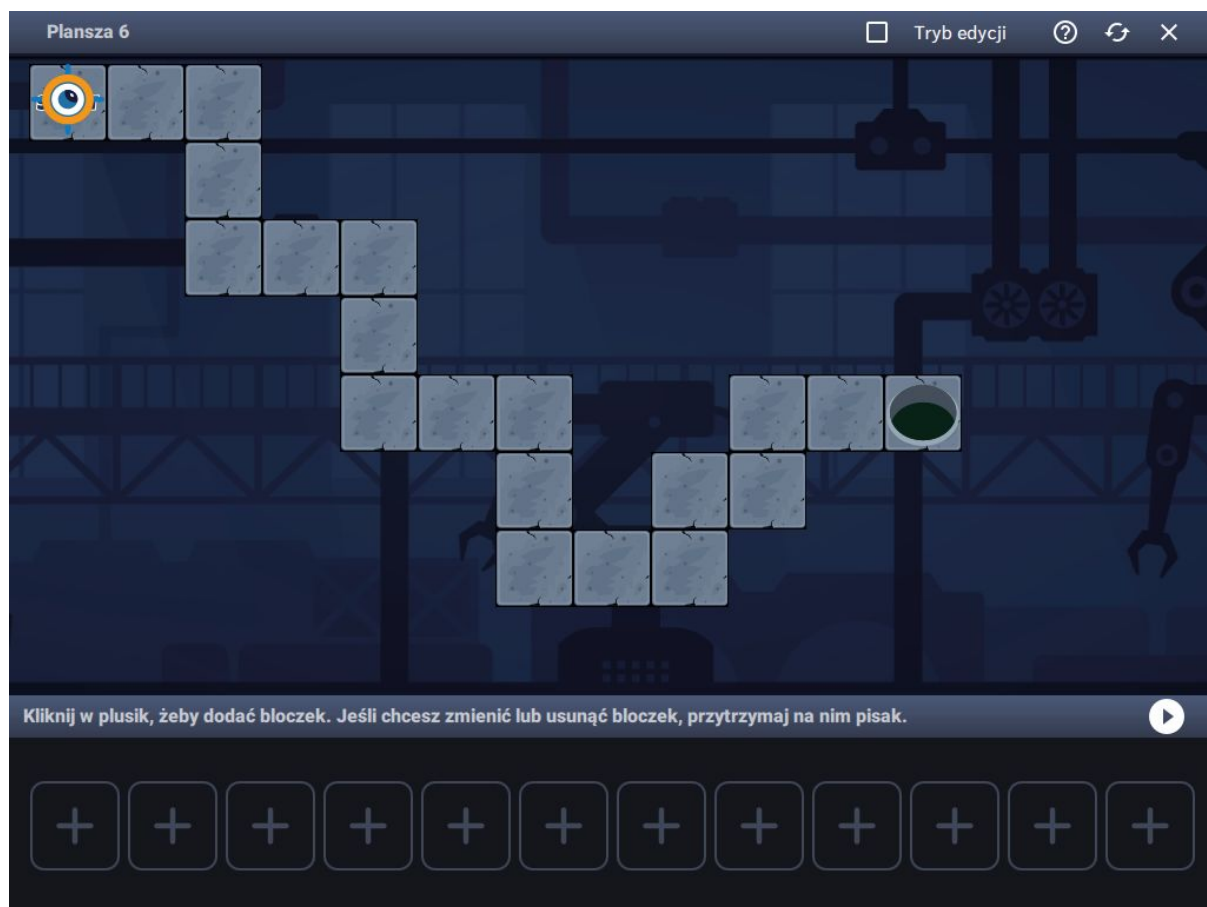 Plansza 6
Tryb edycji
Kliknij w plusik, żeby dodać bloczek. Jeśli chcesz zmienić lub usunąć bloczek, przytrzymaj na nim pisak.